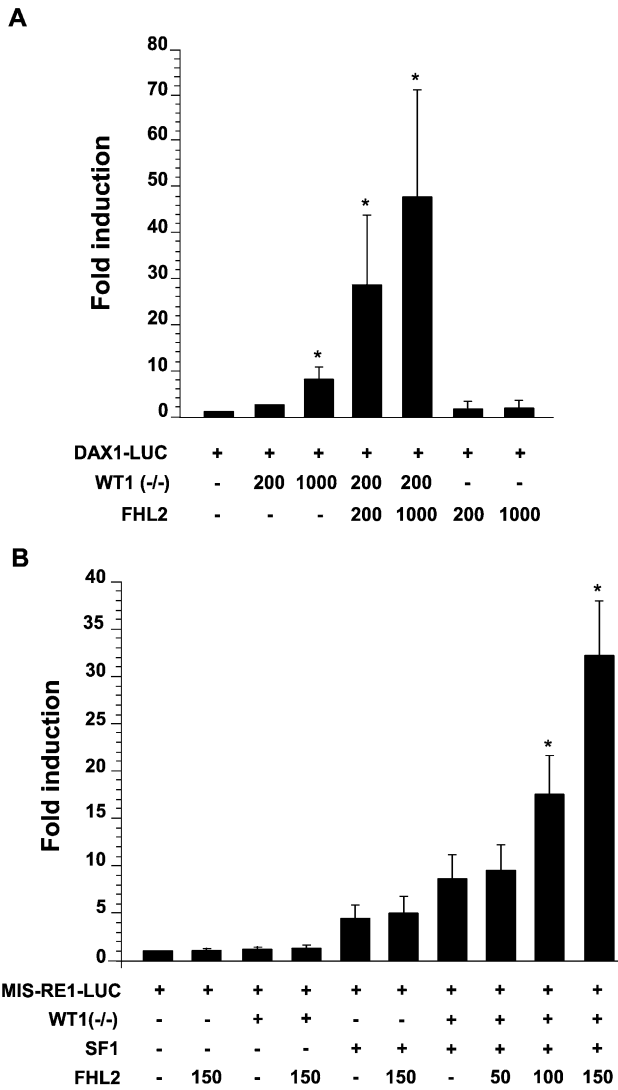 A
80
70
60
50
40
30
20
10
0
Fold induction
*
*
*
DAX1-LUC + + + + + + +
WT1 (-/-) - 200 1000 200 200 - -
FHL2 - - - 200 1000 200 1000
B
40
35
30
25
20
15
10
5
0
Fold induction
*
*
MIS-RE1-LUC + + + + + + + + + +
WT1(-/-) - - + + - - + + + +
SF1 - - - - + + + + + +
FHL2 - 150 - 150 - 150 - 50 100 150